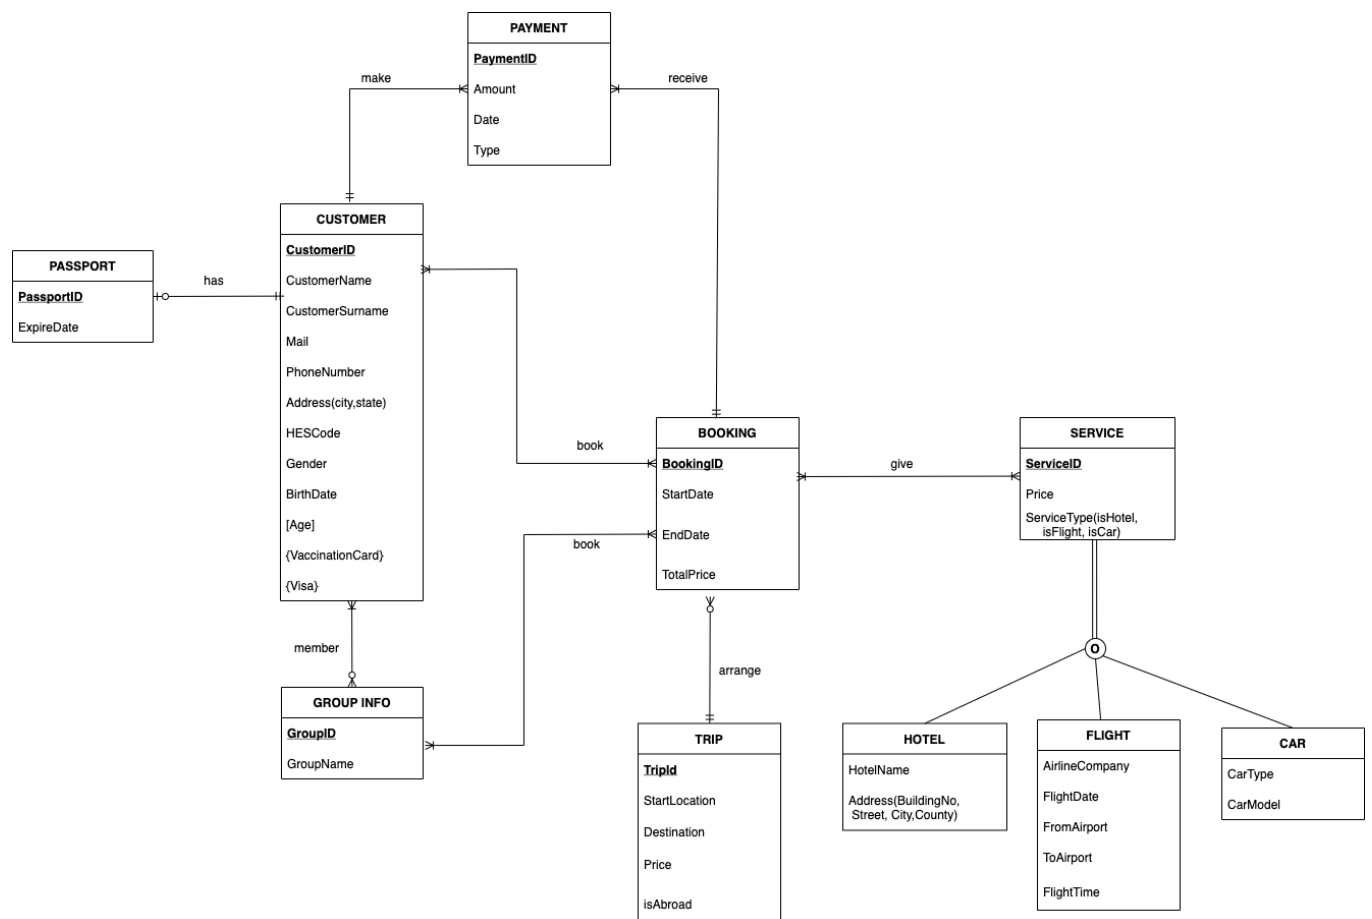 PAYMENT
PaymentID
Amount
Date
Type
make
receive
CUSTOMER
CustomerID
CustomerName
CustomerSurname
Mail
PhoneNumber
Address(city,state)
HESCode
Gender
BirthDate
[Age]
{VaccinationCard}
{Visa}
PASSPORT
PassportID
ExpireDate
has
book
book
BOOKING
BookingID
StartDate
EndDate
TotalPrice
give
SERVICE
ServiceID
Price
ServiceType(isHotel,
isFlight, isCar)
member
arrange
O
GROUP INFO
GroupID
GroupName
TRIP
TripId
StartLocation
Destination
Price
isAbroad
HOTEL
HotelName
Address(BuildingNo,
Street, City,County)
FLIGHT
AirlineCompany
FlightDate
FromAirport
ToAirport
FlightTime
CAR
CarType
CarModel